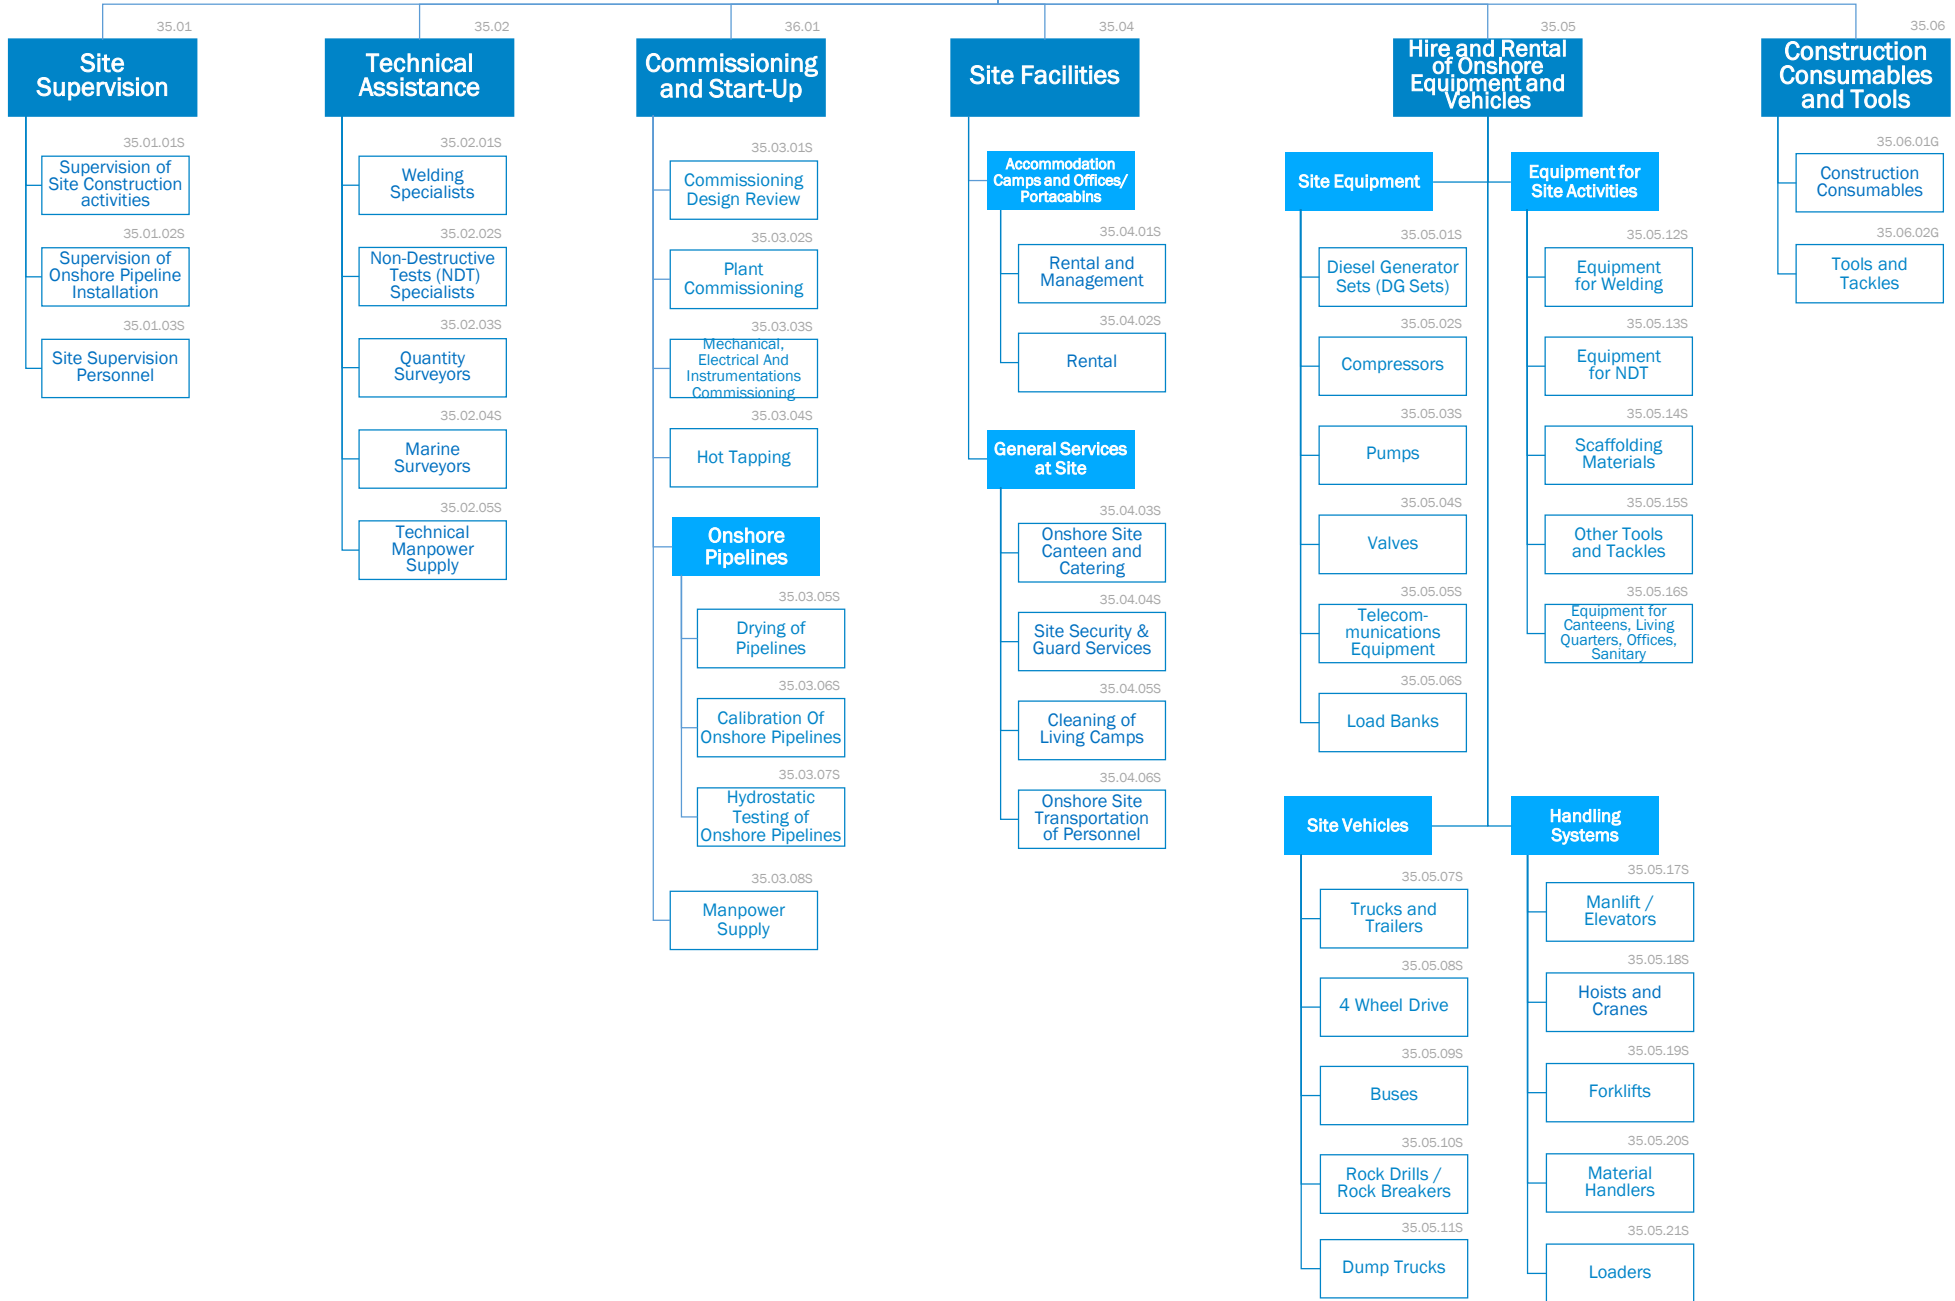 35.01
Site
Supervision
35.01.01S
Supervision of
Site Construction
activities
35.01.02S
Supervision of
Onshore Pipeline
Installation
35.01.03S
Site Supervision
Personnel
35.02
Technical
Assistance
35.02.01S
Welding
Specialists
35.02.02S
Non-Destructive
Tests (NDT)
Specialists
35.02.03S
Quantity
Surveyors
35.02.04S
Marine
Surveyors
35.02.05S
Technical
Manpower
Supply
36.01
Commissioning
and Start-Up
35.03.01S
Commissioning
Design Review
35.03.02S
Plant
Commissioning
35.03.03S
Mechanical,
Electrical And
Instrumentations
Commissioning
35.03.04S
Hot Tapping
Onshore
Pipelines
35.03.05S
Drying of
Pipelines
35.03.06S
Calibration Of
Onshore Pipelines
35.03.07S
Hydrostatic
Testing of
Onshore Pipelines
35.03.08S
Manpower
Supply
35.04
Site Facilities
Accommodation
Camps and Offices/
Portacabins
35.04.01S
Rental and
Management
35.04.02S
Rental
General Services
at Site
35.04.03S
Onshore Site
Canteen and
Catering
35.04.04S
Site Security &
Guard Services
35.04.05S
Cleaning of
Living Camps
35.04.06S
Onshore Site
Transportation
of Personnel
35.05
Hire and Rental
of Onshore
Equipment and
Vehicles
Site Equipment
35.05.01S
Diesel Generator
Sets (DG Sets)
35.05.02S
Compressors
35.05.03S
Pumps
35.05.04S
Valves
35.05.05S
Telecom-
munications
Equipment
35.05.06S
Load Banks
Equipment for
Site Activities
35.05.12S
Equipment
for Welding
35.05.13S
Equipment
for NDT
35.05.14S
Scaffolding
Materials
35.05.15S
Other Tools
and Tackles
35.05.16S
Equipment for
Canteens, Living
Quarters, Offices,
Sanitary
Site Vehicles
35.05.07S
Trucks and
Trailers
35.05.08S
4 Wheel Drive
35.05.09S
Buses
35.05.10S
Rock Drills /
Rock Breakers
35.05.11S
Dump Trucks
Handling
Systems
35.05.17S
Manlift /
Elevators
35.05.18S
Hoists and
Cranes
35.05.19S
Forklifts
35.05.20S
Material
Handlers
35.05.21S
Loaders
35.06
Construction
Consumables
and Tools
35.06.01G
Construction
Consumables
35.06.02G
Tools and
Tackles